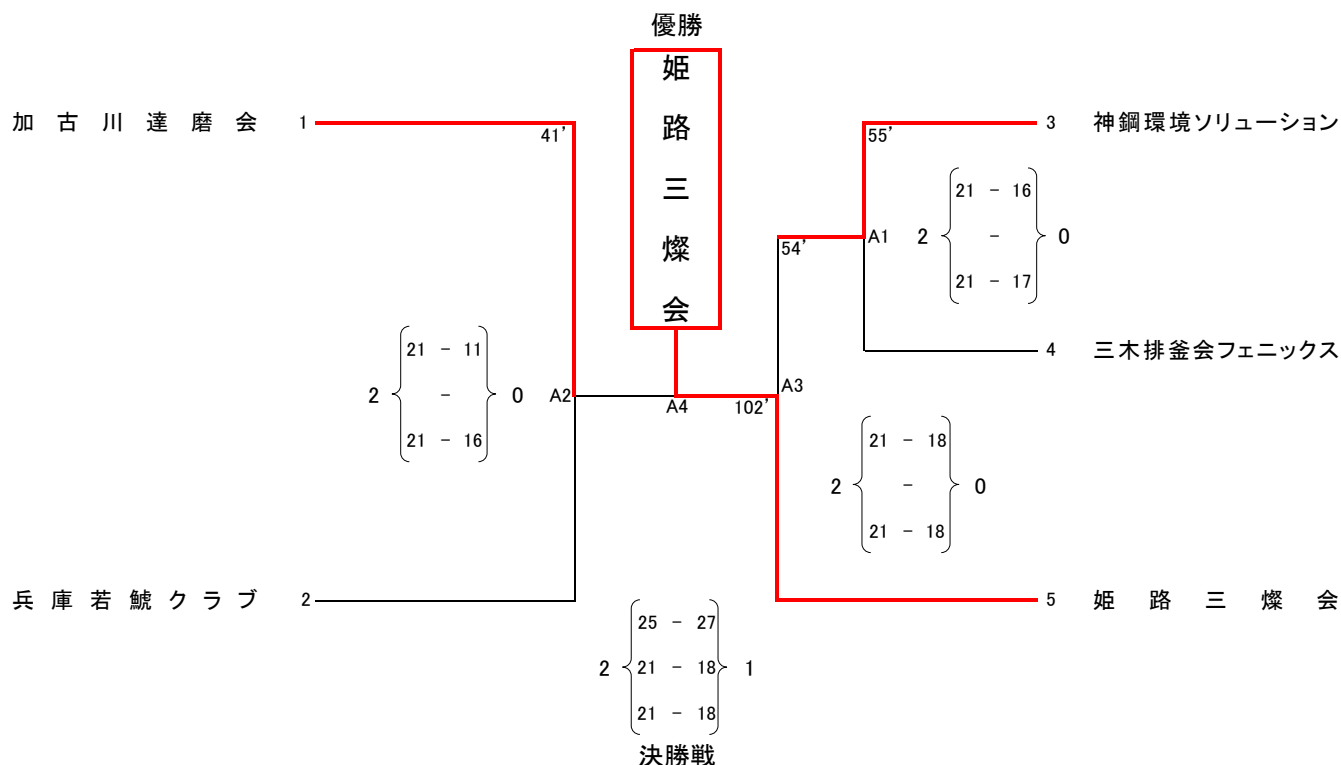 優勝
姫路三燦会
加古川達磨会 1
41'
55'
3 神鋼環境ソリューション
21 - 16
2 - 0
21 - 17
54'
A1
4 三木排釜会フェニックス
21 - 11
2 - 0
21 - 16
A2
A4
102'
A3
21 - 18
2 - 0
21 - 18
兵庫若鯱クラブ 2
5 姫路三燦会
25 - 27
2 21 - 18 1
21 - 18
決勝戦